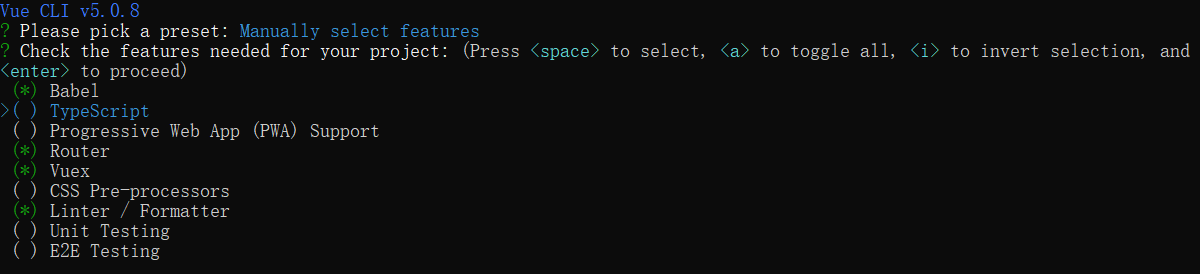 Vue CLI v5.0.8
? Please pick a preset: Manually select features
? Check the features needed for your project: (Press <space> to select, <a> to toggle all, <i> to invert selection, and
<enter> to proceed)
 (*) Babel
>( ) TypeScript
 ( ) Progressive Web App (PWA) Support
 (*) Router
 (*) Vuex
 ( ) CSS Pre-processors
 (*) Linter / Formatter
 ( ) Unit Testing
 ( ) E2E Testing